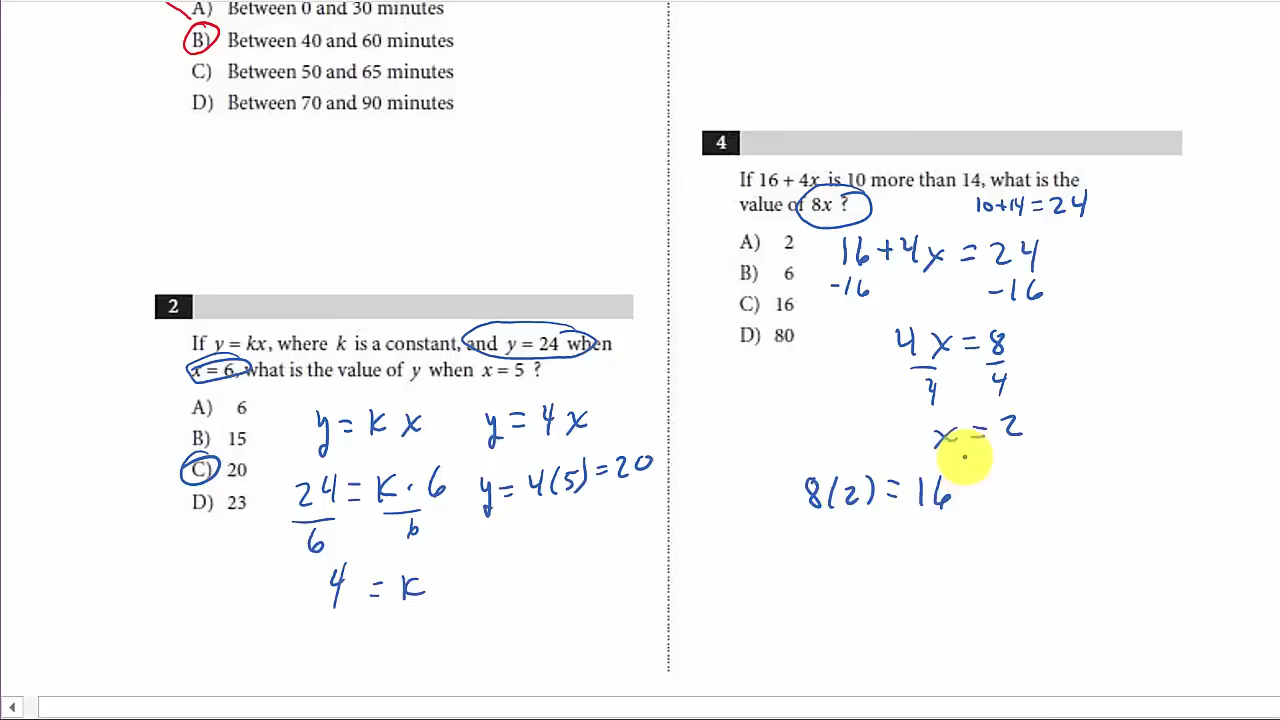 A) Between 0 and 30 minutes
B) Between 40 and 60 minutes
C) Between 50 and 65 minutes
D) Between 70 and 90 minutes
2
If y = kx, where k is a constant, and y = 24 when
x = 6, what is the value of y when x = 5 ?
A) 6
B) 15
C) 20
D) 23
y = k x
24 = k · 6
6 6
4 = k
y = 4x
y = 4(5) = 20
4
If 16 + 4x is 10 more than 14, what is the
value of 8x ?
10+14 = 24
A) 2
B) 6
C) 16
D) 80
16 + 4x = 24
-16 -16
4x = 8
4 4
x = 2
8(2) = 16